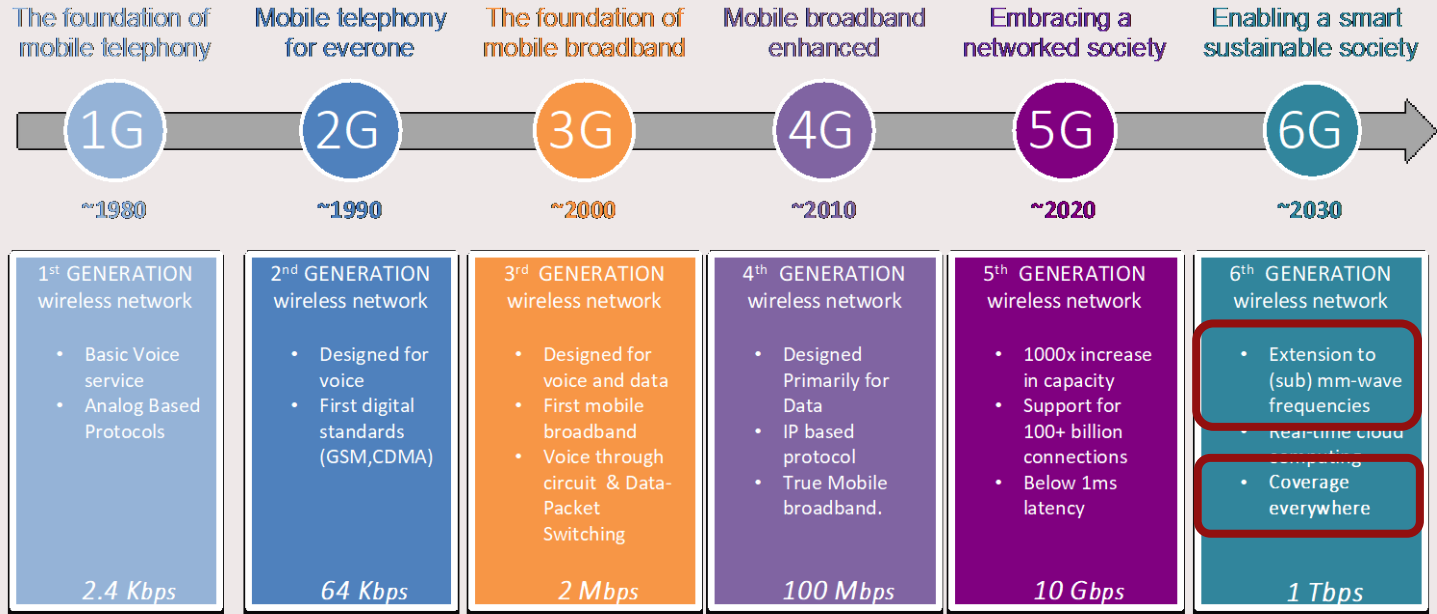 The foundation of
mobile telephony
Mobile telephony
for everone
The foundation of
mobile broadband
Mobile broadband
enhanced
Embracing a
networked society
Enabling a smart
sustainable society
1G
2G
3G
4G
5G
6G
~1980
~1990
~2000
~2010
~2020
~2030
1st GENERATION
wireless network
• Basic Voice
service
• Analog Based
Protocols
2.4 Kbps
2nd GENERATION
wireless network
• Designed for
voice
• First digital
standards
(GSM,CDMA)
64 Kbps
3rd GENERATION
wireless network
• Designed for
voice and data
• First mobile
broadband
• Voice through
circuit & Data-
Packet
Switching
2 Mbps
4th GENERATION
wireless network
• Designed
Primarily for
Data
• IP based
protocol
• True Mobile
broadband.
100 Mbps
5th GENERATION
wireless network
• 1000x increase
in capacity
• Support for
100+ billion
connections
• Below 1ms
latency
10 Gbps
6th GENERATION
wireless network
• Extension to
(sub) mm-wave
frequencies
• Real-time cloud
computing
• Coverage
everywhere
1 Tbps